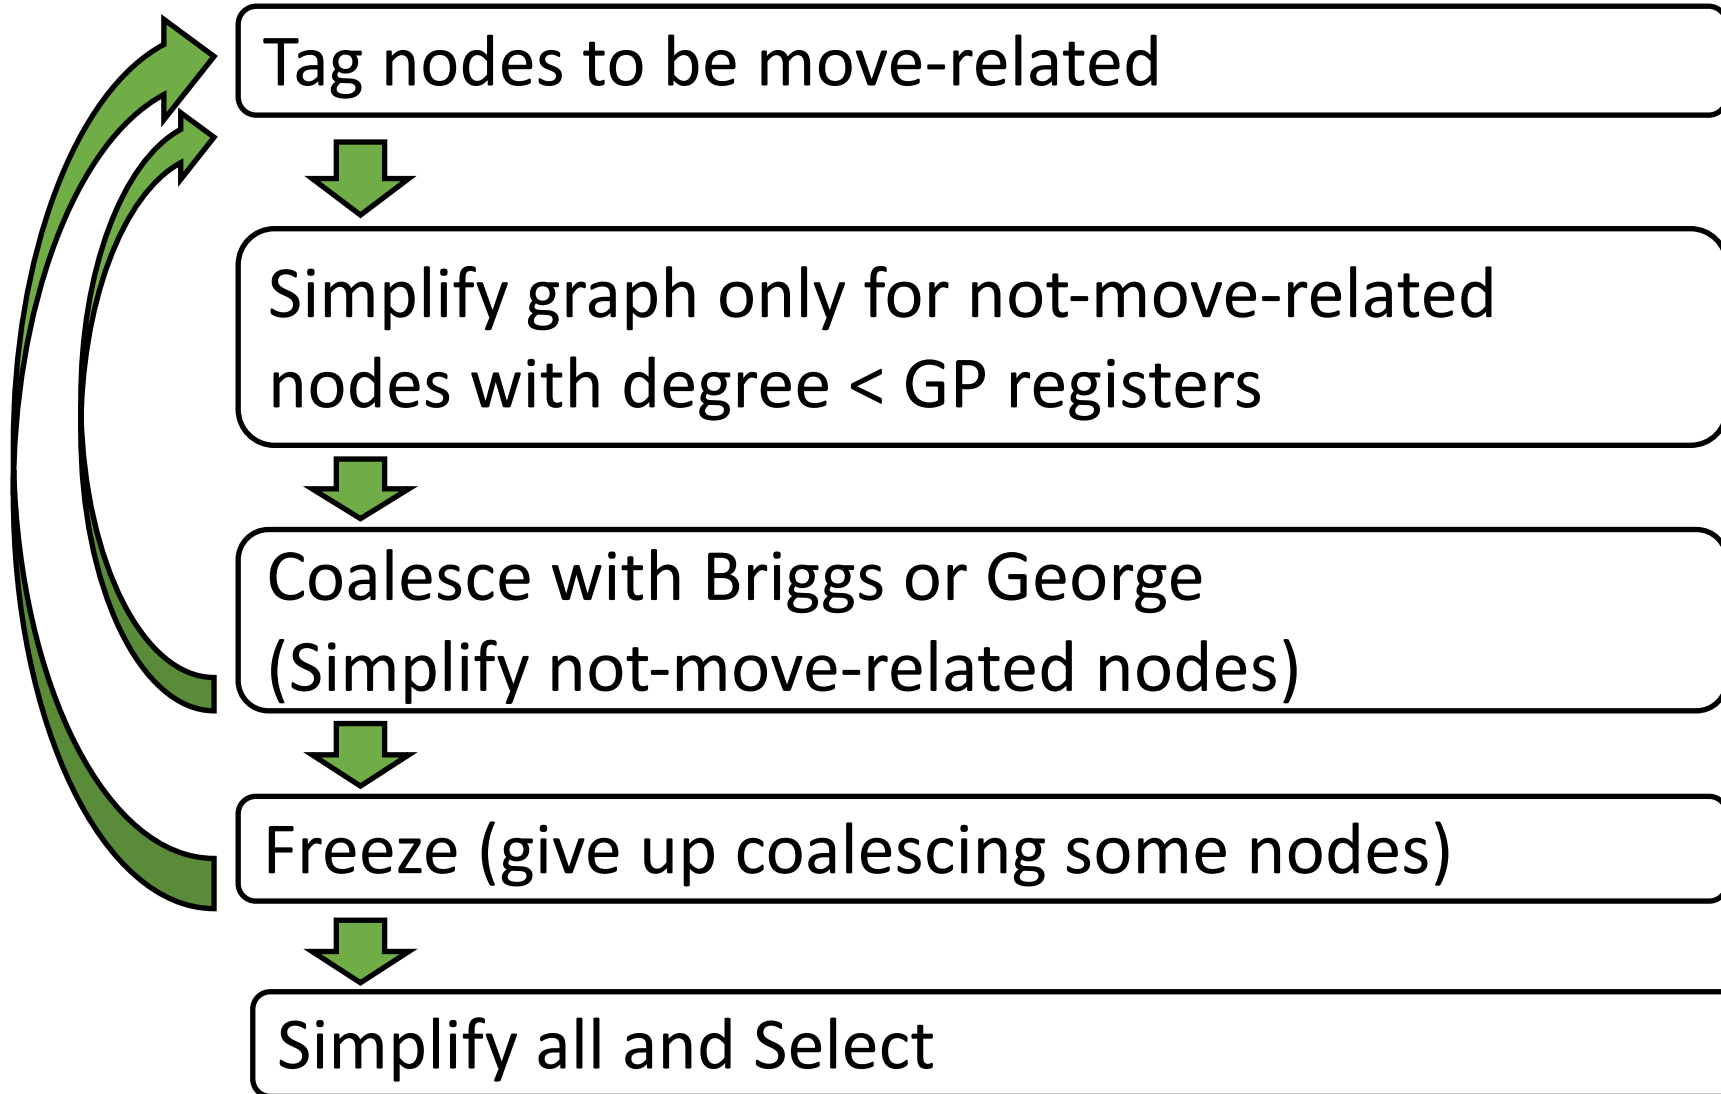 Tag nodes to be move-related
Simplify graph only for not-move-related
nodes with degree < GP registers
Coalesce with Briggs or George
(Simplify not-move-related nodes)
Freeze (give up coalescing some nodes)
Simplify all and Select